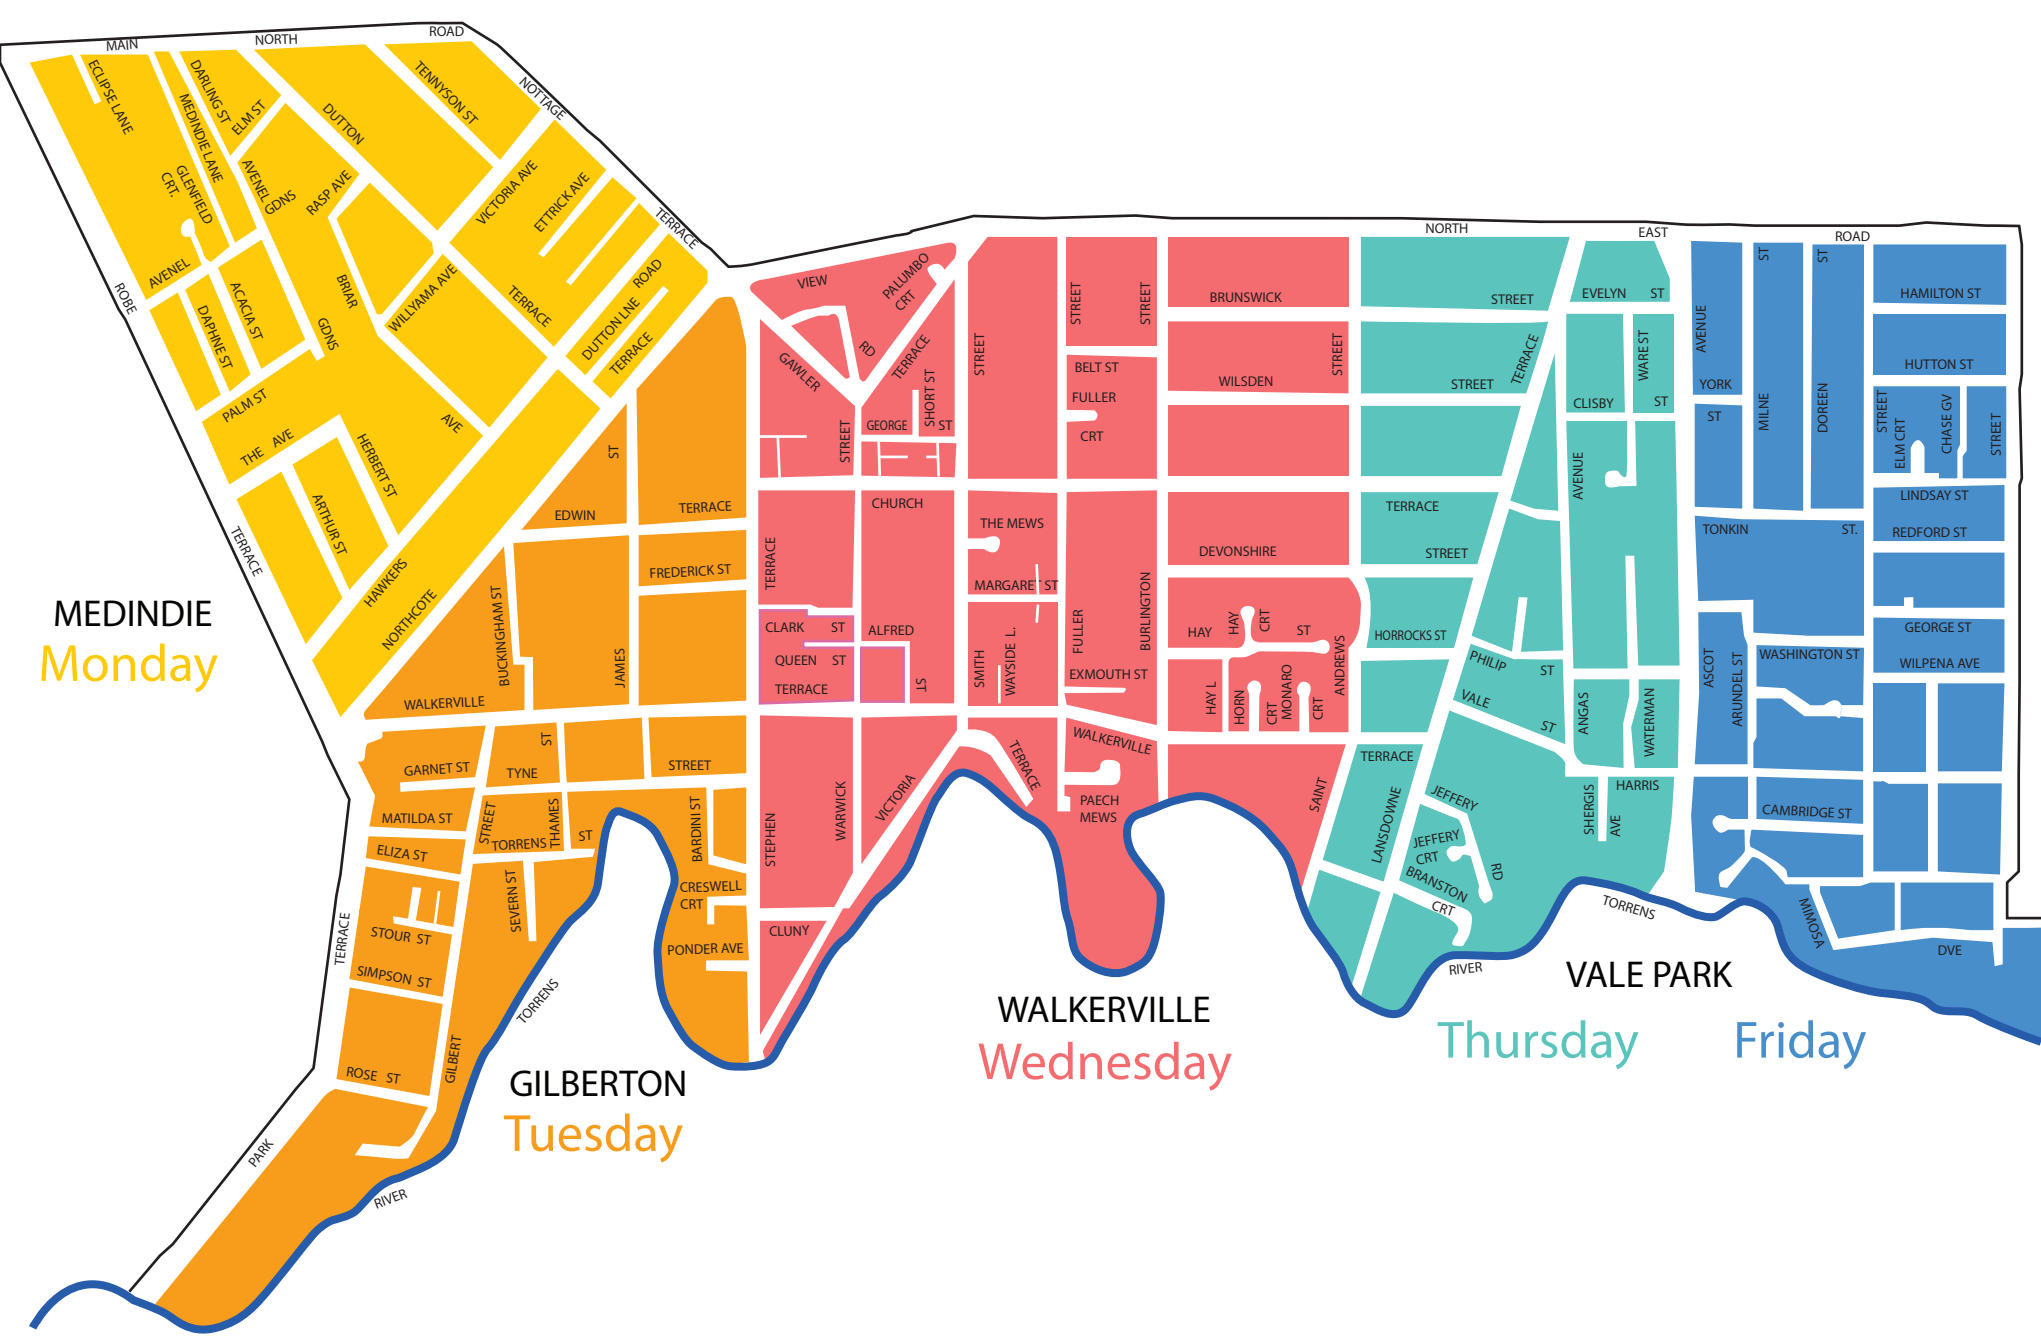 MAIN
NORTH
ROAD
NOTTAGE
TERRACE
ECLIPSE LANE
MEDINDIE LANE
DARLING ST
ELM ST
DUTTON
TERRACE
TENNYSON ST
VICTORIA AVE
ETTRICK AVE
GLENFIELD
CRT.
AVENEL
GDNS
RASP AVE
BRIAR
AVE
WILLYAMA AVE
ROAD
DUTTON LNE
TERRACE
AVENEL
GDNS
ACACIA ST
DAPHNE ST
PALM ST
THE AVE
HERBERT ST
ARTHUR ST
HAWKERS
NORTHCOTE
ROBE
TERRACE
MEDINDIE
Monday
ST
EDWIN
TERRACE
FREDERICK ST
BUCKINGHAM ST
JAMES
WALKERVILLE
GARNET ST
TYNE
STREET
ST
THAMES
MATILDA ST
STREET
TORRENS
ST
ELIZA ST
SEVERN ST
BARDINI ST
CRESWELL
CRT
PONDER AVE
STOUR ST
SIMPSON ST
ROSE ST
GILBERT
TERRACE
PARK
RIVER
TORRENS
GILBERTON
Tuesday
VIEW
RD
PALUMBO
CRT
GAWLER
TERRACE
SHORT ST
GEORGE
ST
STREET
STREET
STREET
STREET
CHURCH
TERRACE
BRUNSWICK
STREET
BELT ST
FULLER
CRT
WILSDEN
STREET
STREET
THE MEWS
MARGARET ST
DEVONSHIRE
STREET
TERRACE
CLARK ST
ALFRED
ST
QUEEN ST
TERRACE
SMITH
WAYSIDE L.
FULLER
BURLINGTON
EXMOUTH ST
HAY
ST
HAY
CRT
HAY L
HORN
CRT
MONARO
CRT
ANDREWS
SAINT
WALKERVILLE
TERRACE
TERRACE
PAECH
MEWS
STEPHEN
WARWICK
VICTORIA
CLUNY
WALKERVILLE
Wednesday
NORTH
EAST
ROAD
EVELYN ST
TERRACE
WARE ST
CLISBY ST
AVENUE
HORROCKS ST
PHILIP
ST
VALE
ST
ANGAS
WATERMAN
HARRIS
SHERGIS
AVE
LANSDOWNE
JEFFERY
RD
JEFFERY
CRT
BRANSTON
CRT
RIVER
TORRENS
VALE PARK
Thursday
Friday
AVENUE
ST
ST
HAMILTON ST
HUTTON ST
YORK
ST
MILNE
DOREEN
STREET
ELM CRT
CHASE GV
STREET
LINDSAY ST
TONKIN
ST.
REDFORD ST
GEORGE ST
WASHINGTON ST
WILPENA AVE
ASCOT
ARUNDEL ST
CAMBRIDGE ST
MIMOSA
DVE